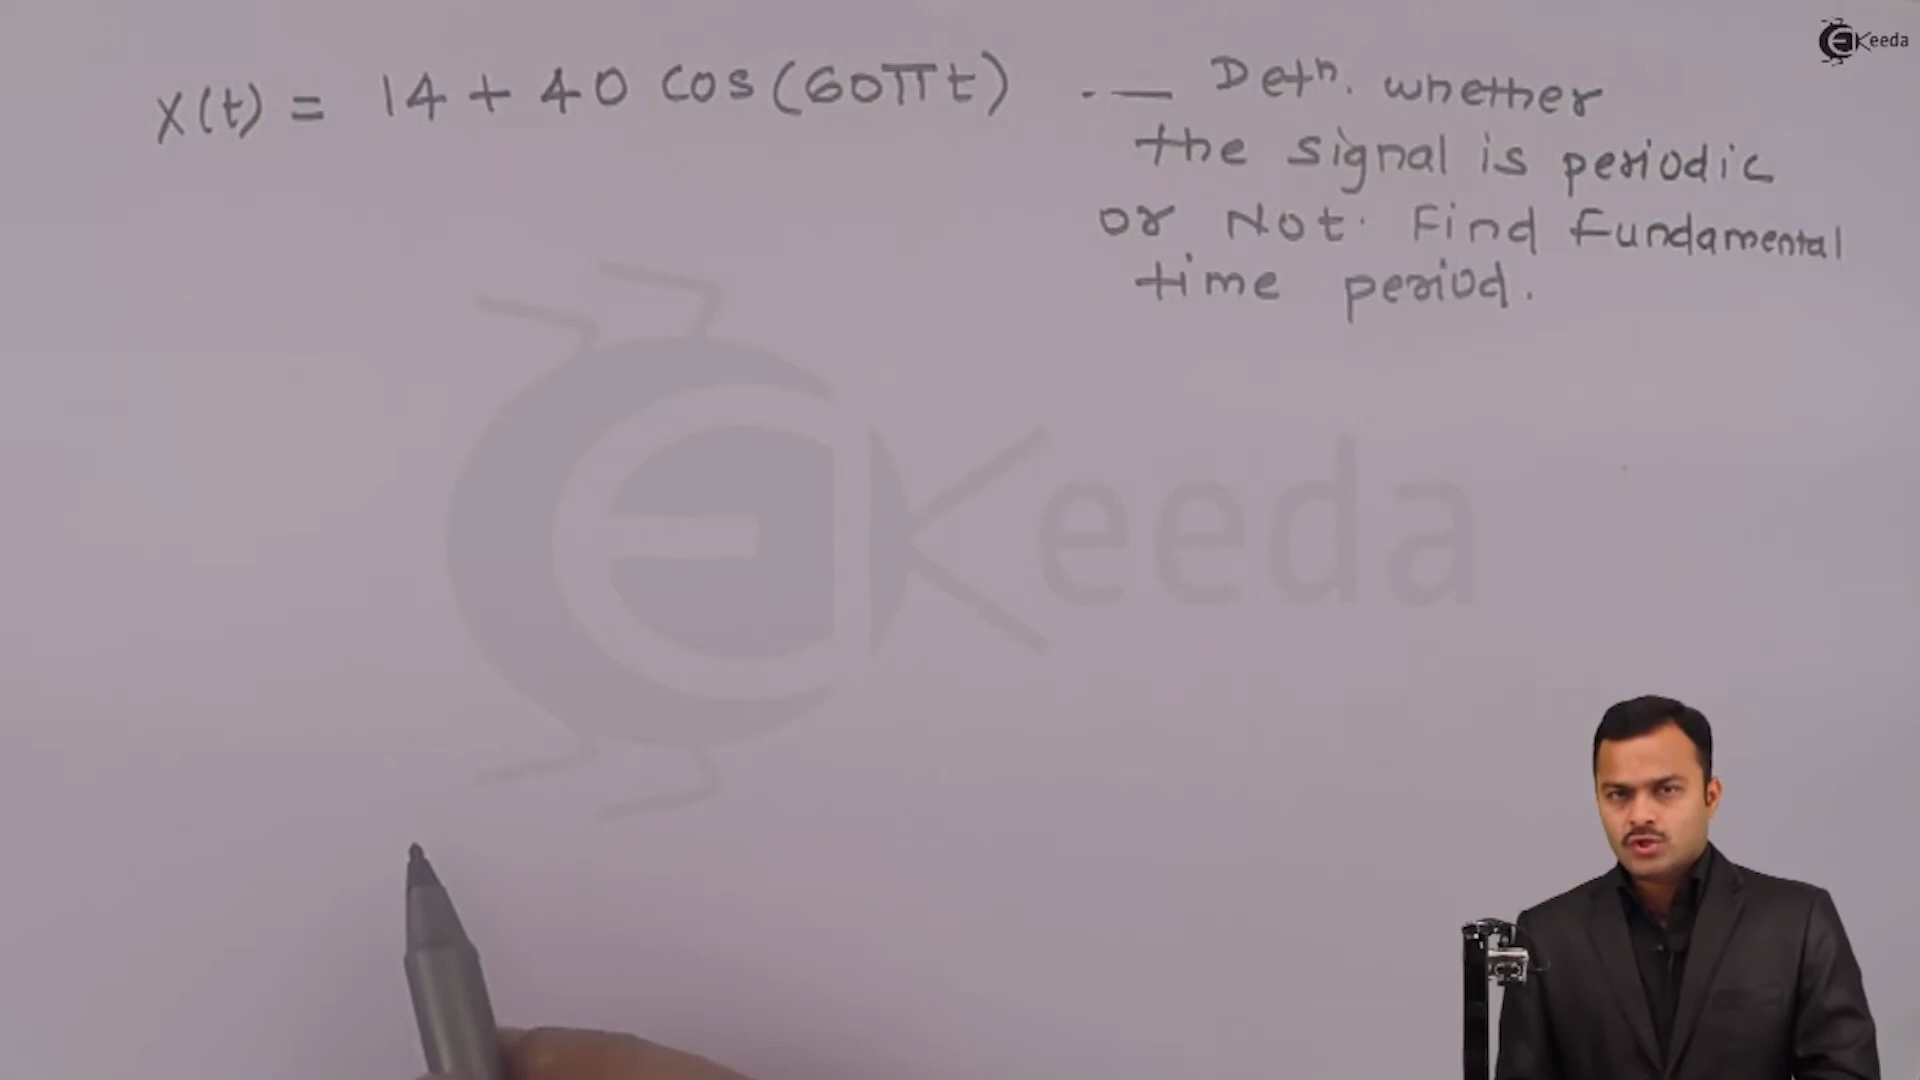 x(t) = 14 + 40 cos(60πt) .— Detⁿ. whether
the signal is periodic
or Not. Find fundamental
time period.
EKeeda
EKeeda